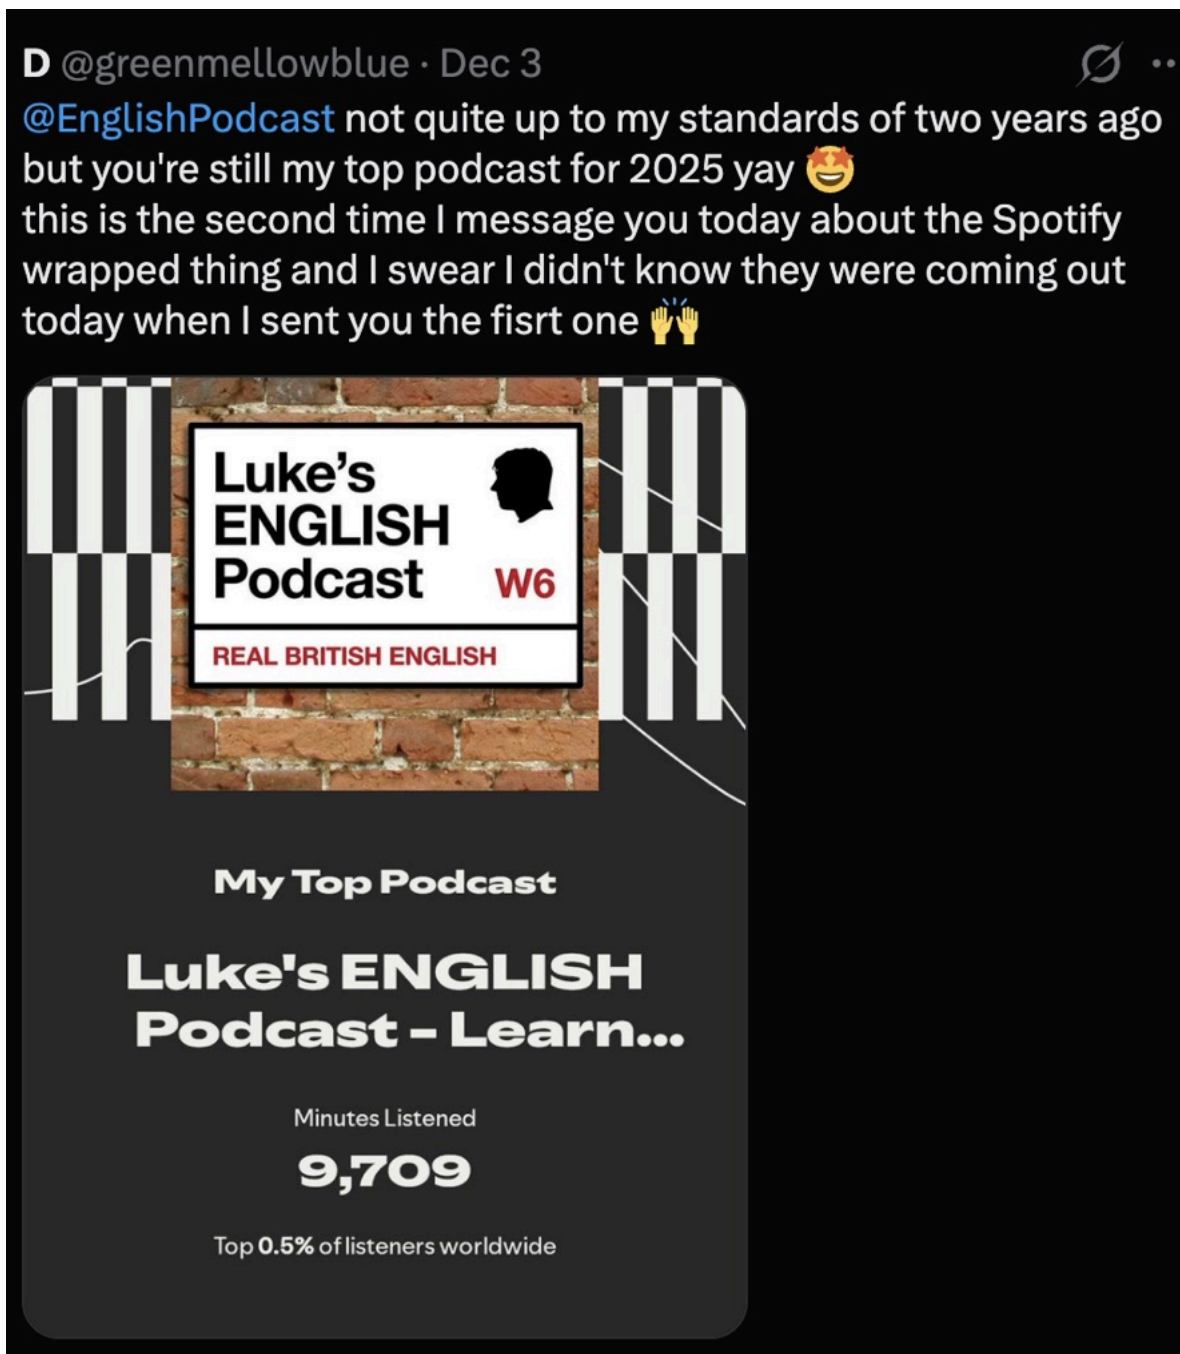 D @greenmellowblue · Dec 3
@EnglishPodcast not quite up to my standards of two years ago
but you're still my top podcast for 2025 yay 🤩
this is the second time I message you today about the Spotify
wrapped thing and I swear I didn't know they were coming out
today when I sent you the fisrt one 🙌
Luke's
ENGLISH
Podcast
W6
REAL BRITISH ENGLISH
My Top Podcast
Luke's ENGLISH
Podcast – Learn...
Minutes Listened
9,709
Top 0.5% of listeners worldwide